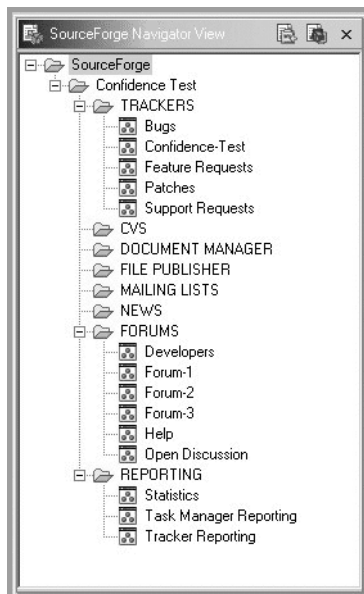 SourceForge Navigator View
SourceForge
Confidence Test
TRACKERS
Bugs
Confidence-Test
Feature Requests
Patches
Support Requests
CVS
DOCUMENT MANAGER
FILE PUBLISHER
MAILING LISTS
NEWS
FORUMS
Developers
Forum-1
Forum-2
Forum-3
Help
Open Discussion
REPORTING
Statistics
Task Manager Reporting
Tracker Reporting